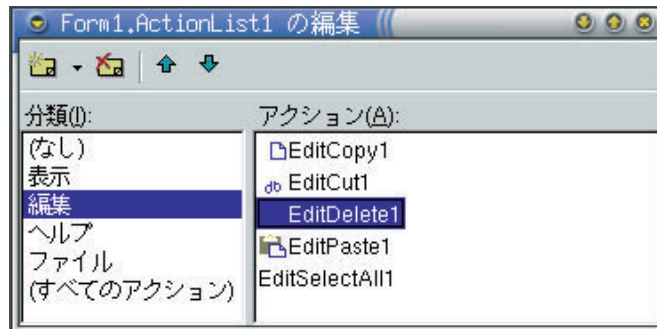 Form1.ActionList1 の編集
分類(I):
(なし)
表示
編集
ヘルプ
ファイル
(すべてのアクション)
アクション(A):
EditCopy1
EditCut1
EditDelete1
EditPaste1
EditSelectAll1